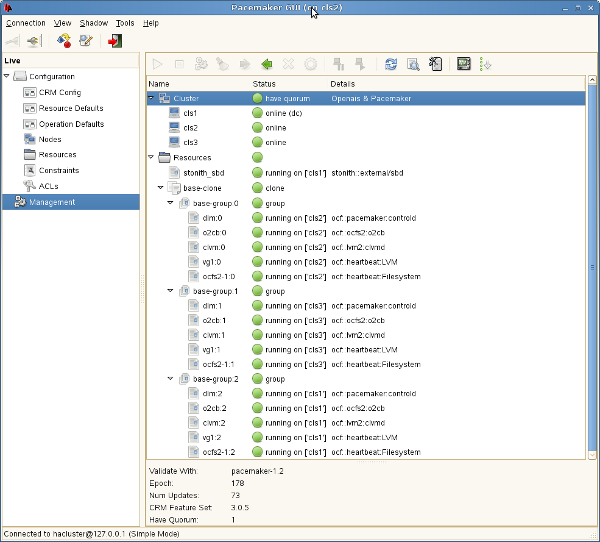 Pacemaker GUI (on cls2)
Connection View Shadow Tools Help
Live
Configuration
CRM Config
Resource Defaults
Operation Defaults
Nodes
Resources
Constraints
ACLs
Management
Name Status Details
Cluster have quorum Openais & Pacemaker
cls1 online (dc)
cls2 online
cls3 online
Resources
stonith_sbd running on ['cls1'] stonith::external/sbd
base-clone clone
base-group:0 group
dlm:0 running on ['cls2'] ocf::pacemaker:controld
o2cb:0 running on ['cls2'] ocf::ocfs2:o2cb
clvm:0 running on ['cls2'] ocf::lvm2:clvmd
vg1:0 running on ['cls2'] ocf::heartbeat:LVM
ocfs2-1:0 running on ['cls2'] ocf::heartbeat:Filesystem
base-group:1 group
dlm:1 running on ['cls3'] ocf::pacemaker:controld
o2cb:1 running on ['cls3'] ocf::ocfs2:o2cb
clvm:1 running on ['cls3'] ocf::lvm2:clvmd
vg1:1 running on ['cls3'] ocf::heartbeat:LVM
ocfs2-1:1 running on ['cls3'] ocf::heartbeat:Filesystem
base-group:2 group
dlm:2 running on ['cls1'] ocf::pacemaker:controld
o2cb:2 running on ['cls1'] ocf::ocfs2:o2cb
clvm:2 running on ['cls1'] ocf::lvm2:clvmd
vg1:2 running on ['cls1'] ocf::heartbeat:LVM
ocfs2-1:2 running on ['cls1'] ocf::heartbeat:Filesystem
Validate With: pacemaker-1.2
Epoch: 178
Num Updates: 73
CRM Feature Set: 3.0.5
Have Quorum: 1
Connected to hacluster@127.0.0.1 (Simple Mode)